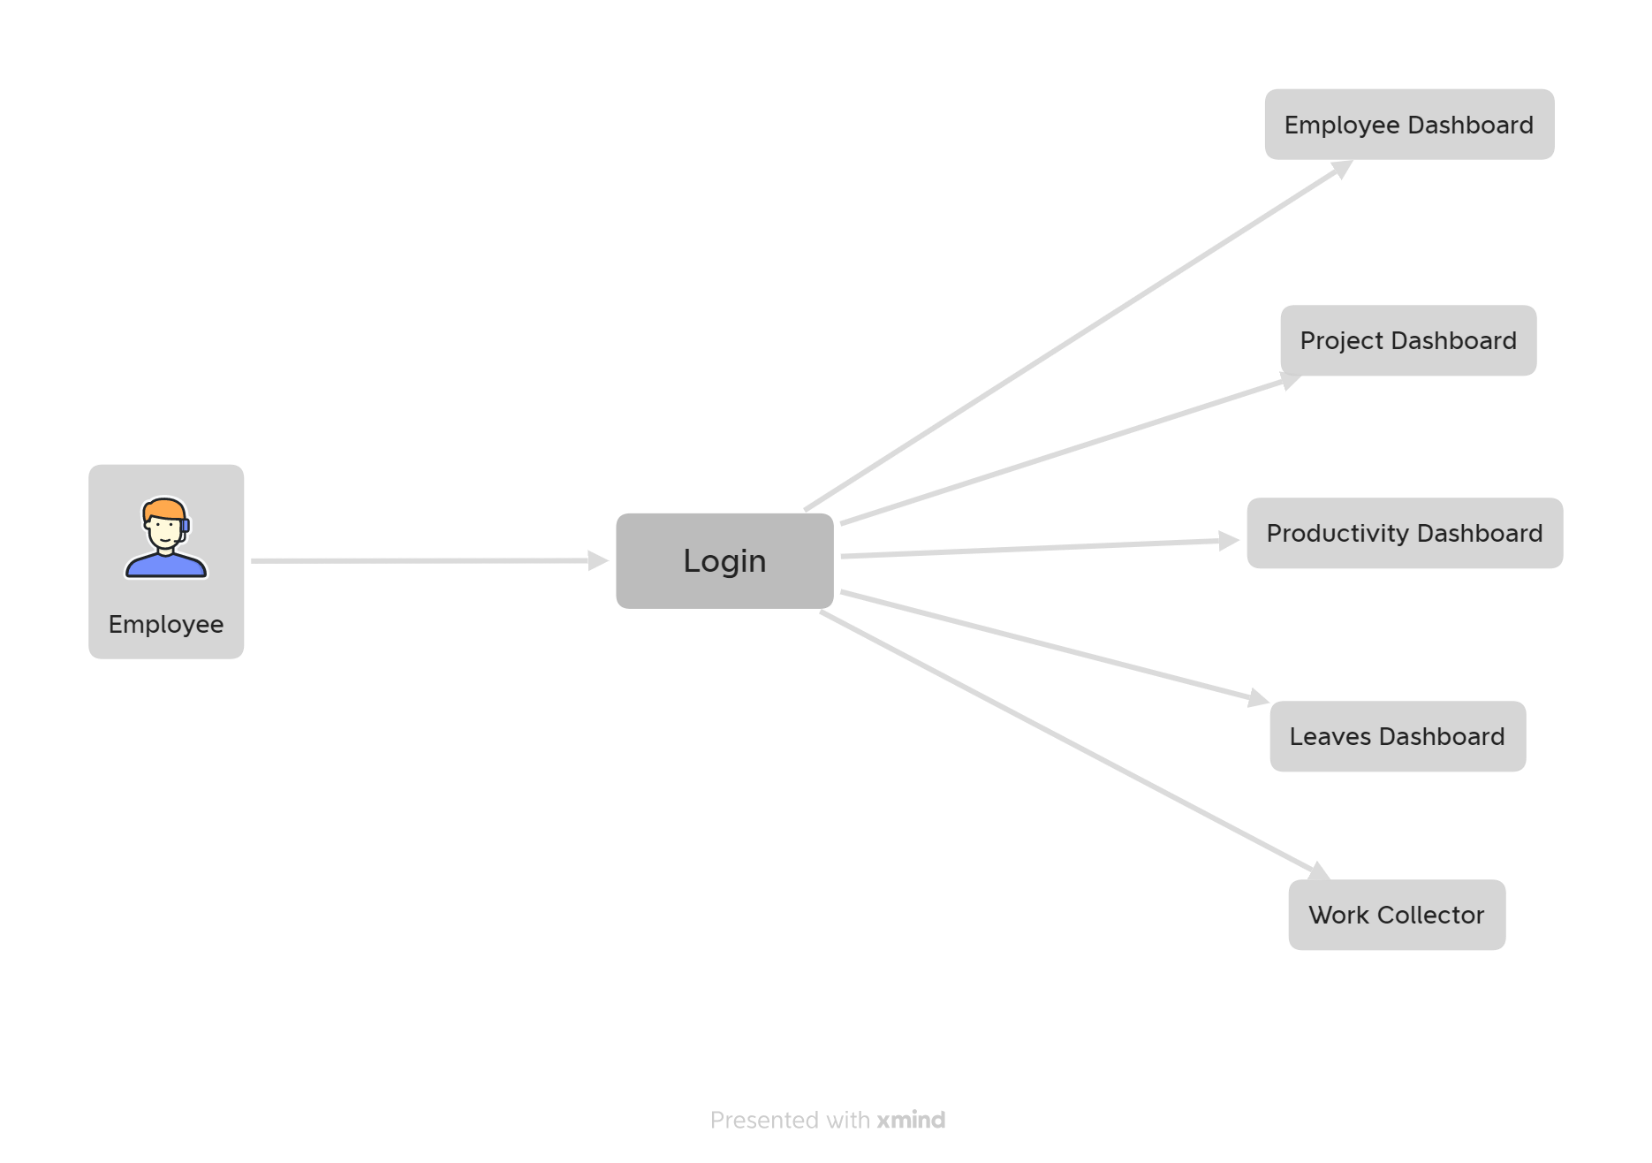 Employee Dashboard
Project Dashboard
Productivity Dashboard
Employee
Login
Leaves Dashboard
Work Collector
Presented with xmind